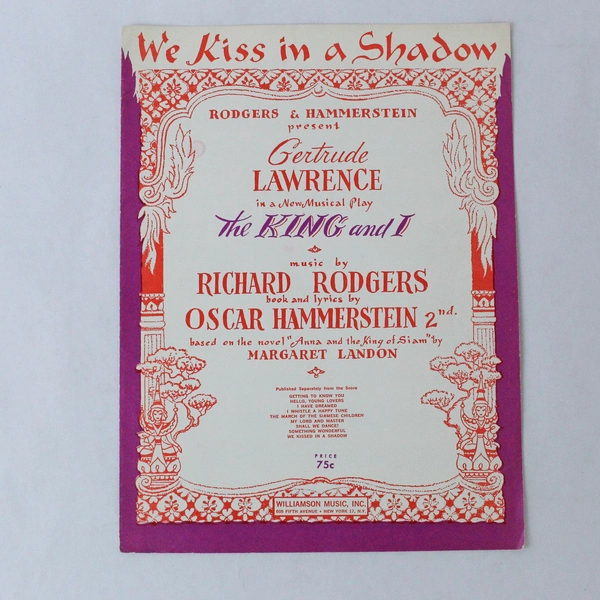 We Kiss in a Shadow
RODGERS & HAMMERSTEIN
present
Gertrude
LAWRENCE
in a New Musical Play
The KING and I
music by
RICHARD RODGERS
book and lyrics by
OSCAR HAMMERSTEIN 2nd.
based on the novel "Anna and the King of Siam" by
MARGARET LANDON
Published Separately from the Score
GETTING TO KNOW YOU
HELLO, YOUNG LOVERS
I HAVE DREAMED
I WHISTLE A HAPPY TUNE
THE MARCH OF THE SIAMESE CHILDREN
MY LORD AND MASTER
SHALL WE DANCE?
SOMETHING WONDERFUL
WE KISSED IN A SHADOW
PRICE
75c
WILLIAMSON MUSIC, INC.
609 FIFTH AVENUE • NEW YORK 17, N.Y.